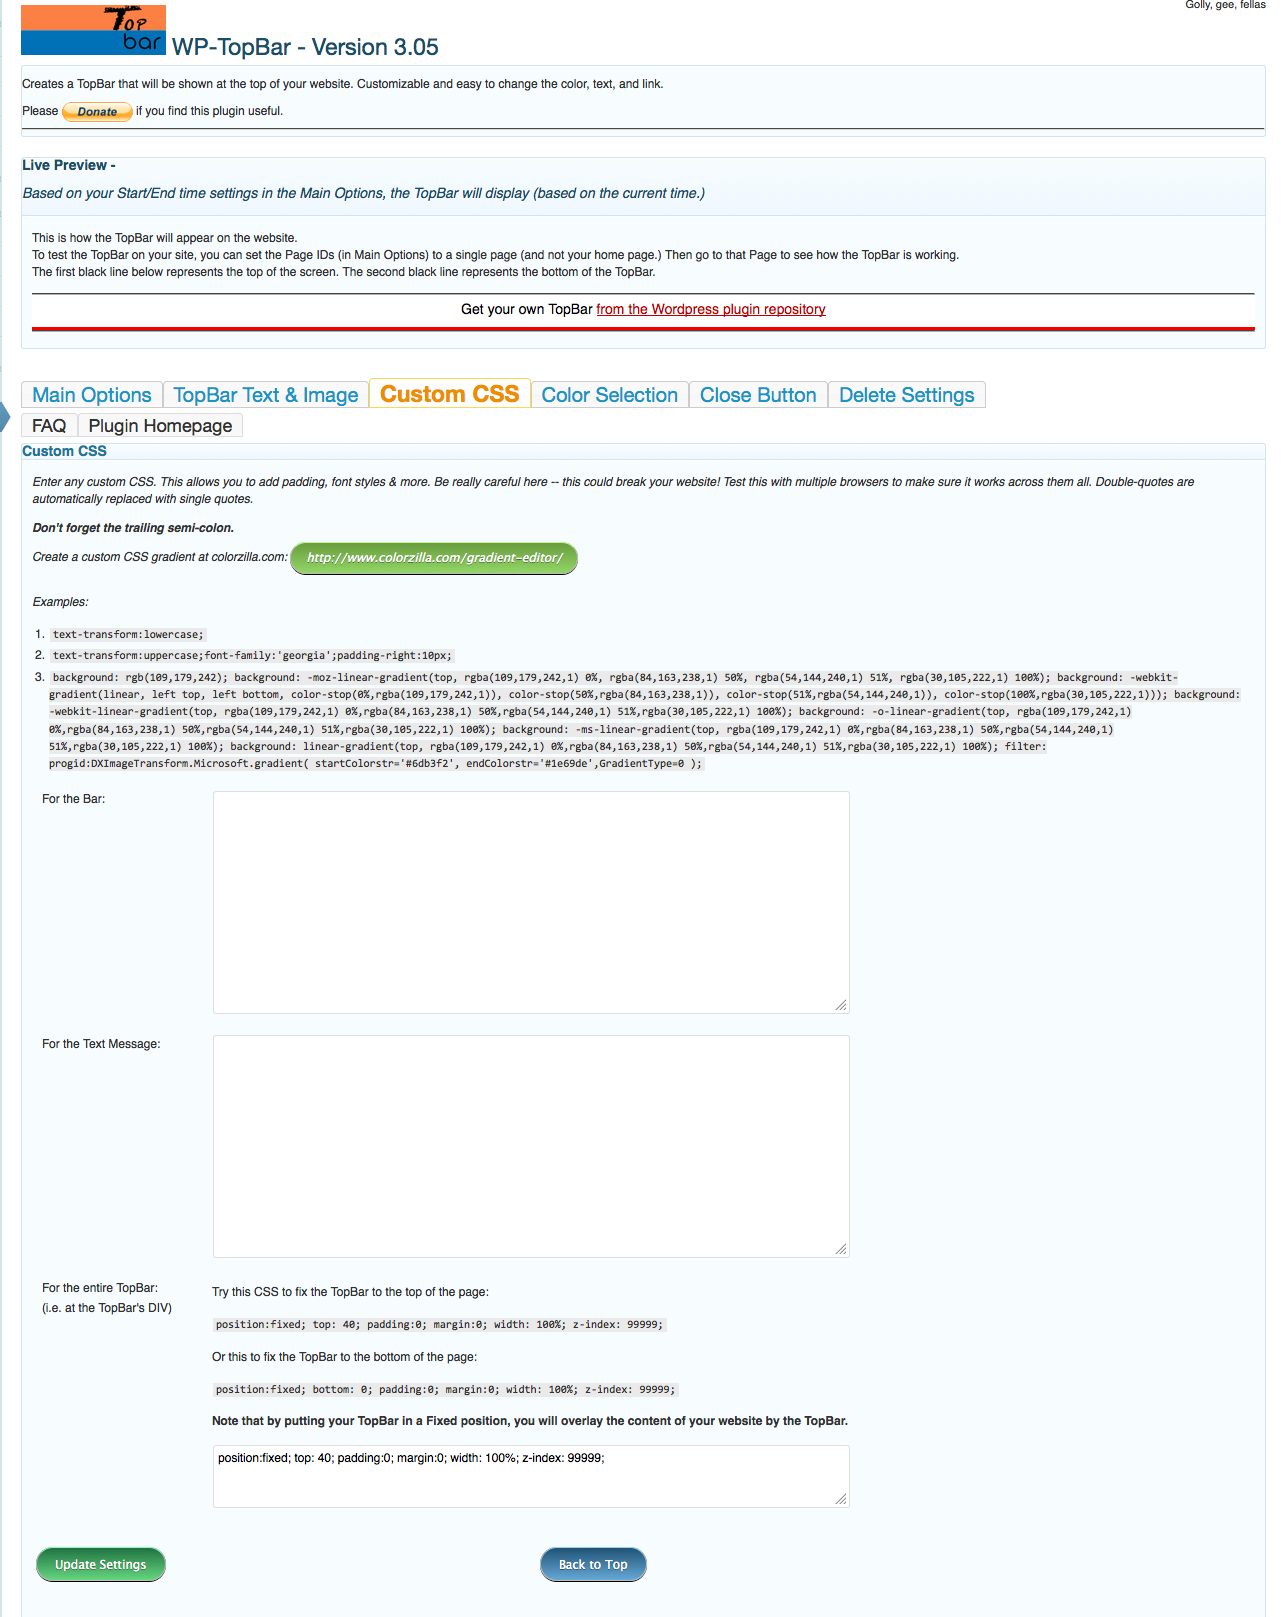 Golly, gee, fellas
Top
bar
WP-TopBar - Version 3.05
Creates a TopBar that will be shown at the top of your website. Customizable and easy to change the color, text, and link.
Please Donate if you find this plugin useful.
Live Preview -
Based on your Start/End time settings in the Main Options, the TopBar will display (based on the current time.)
This is how the TopBar will appear on the website.
To test the TopBar on your site, you can set the Page IDs (in Main Options) to a single page (and not your home page.) Then go to that Page to see how the TopBar is working.
The first black line below represents the top of the screen. The second black line represents the bottom of the TopBar.
Get your own TopBar from the Wordpress plugin repository
Main Options TopBar Text & Image Custom CSS Color Selection Close Button Delete Settings
FAQ Plugin Homepage
Custom CSS
Enter any custom CSS. This allows you to add padding, font styles & more. Be really careful here -- this could break your website! Test this with multiple browsers to make sure it works across them all. Double-quotes are
automatically replaced with single quotes.
Don't forget the trailing semi-colon.
Create a custom CSS gradient at colorzilla.com: http://www.colorzilla.com/gradient-editor/
Examples:
1. text-transform:lowercase;
2. text-transform:uppercase;font-family:'georgia';padding-right:10px;
3. background: rgb(109,179,242); background: -moz-linear-gradient(top, rgba(109,179,242,1) 0%, rgba(84,163,238,1) 50%, rgba(54,144,240,1) 51%, rgba(30,105,222,1) 100%); background: -webkit-
gradient(linear, left top, left bottom, color-stop(0%,rgba(109,179,242,1)), color-stop(50%,rgba(84,163,238,1)), color-stop(51%,rgba(54,144,240,1)), color-stop(100%,rgba(30,105,222,1))); background:
-webkit-linear-gradient(top, rgba(109,179,242,1) 0%,rgba(84,163,238,1) 50%,rgba(54,144,240,1) 51%,rgba(30,105,222,1) 100%); background: -o-linear-gradient(top, rgba(109,179,242,1)
0%,rgba(84,163,238,1) 50%,rgba(54,144,240,1) 51%,rgba(30,105,222,1) 100%); background: -ms-linear-gradient(top, rgba(109,179,242,1) 0%,rgba(84,163,238,1) 50%,rgba(54,144,240,1)
51%,rgba(30,105,222,1) 100%); background: linear-gradient(top, rgba(109,179,242,1) 0%,rgba(84,163,238,1) 50%,rgba(54,144,240,1) 51%,rgba(30,105,222,1) 100%); filter:
progid:DXImageTransform.Microsoft.gradient( startColorstr='#6db3f2', endColorstr='#1e69de',GradientType=0 );
For the Bar:
For the Text Message:
For the entire TopBar:
(i.e. at the TopBar's DIV)
Try this CSS to fix the TopBar to the top of the page:
position:fixed; top: 40; padding:0; margin:0; width: 100%; z-index: 99999;
Or this to fix the TopBar to the bottom of the page:
position:fixed; bottom: 0; padding:0; margin:0; width: 100%; z-index: 99999;
Note that by putting your TopBar in a Fixed position, you will overlay the content of your website by the TopBar.
position:fixed; top: 40; padding:0; margin:0; width: 100%; z-index: 99999;
Update Settings Back to Top